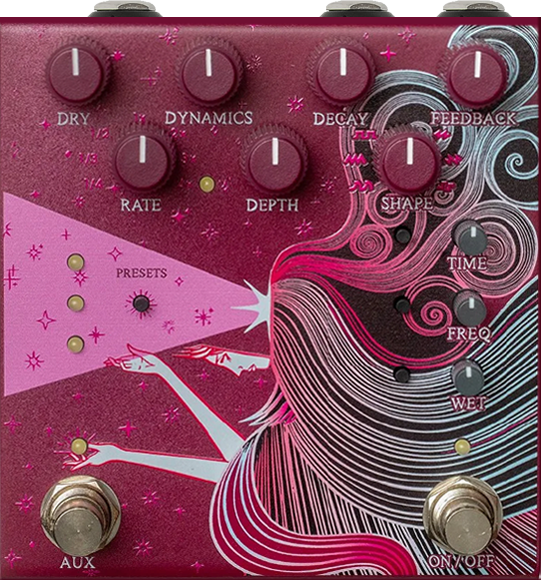 DRY DYNAMICS DECAY FEEDBACK
RATE DEPTH SHAPE
TIME
PRESETS
FREQ
WET
AUX ON/OFF